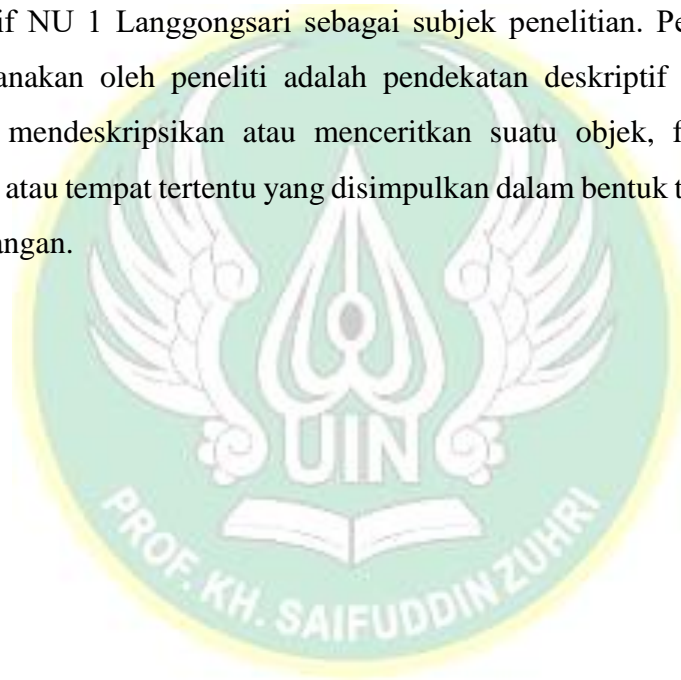 if NU 1 Langgongsari sebagai subjek penelitian. Pe
anakan oleh peneliti adalah pendekatan deskriptif
mendeskripsikan atau menceritkan suatu objek, f
atau tempat tertentu yang disimpulkan dalam bentuk t
angan.
UIN
PROF. KH. SAIFUDDIN ZUHRI